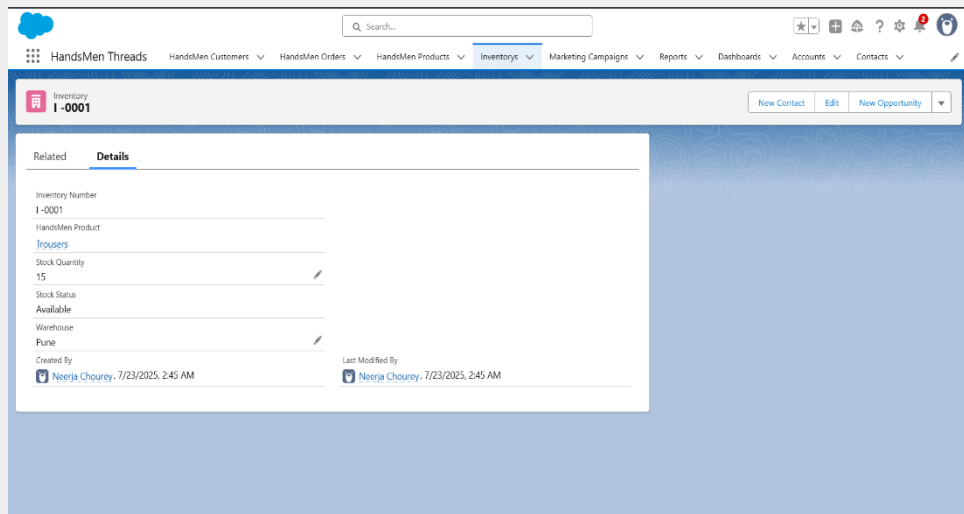 Search...
2
HandsMen Threads HandsMen Customers HandsMen Orders HandsMen Products Inventorys Marketing Campaigns Reports Dashboards Accounts Contacts
Inventory
I -0001
New Contact Edit New Opportunity
Related Details
Inventory Number
I -0001
HandsMen Product
Trousers
Stock Quantity
15
Stock Status
Available
Warehouse
Pune
Created By Last Modified By
Neerja Chourey, 7/23/2025, 2:45 AM Neerja Chourey, 7/23/2025, 2:45 AM